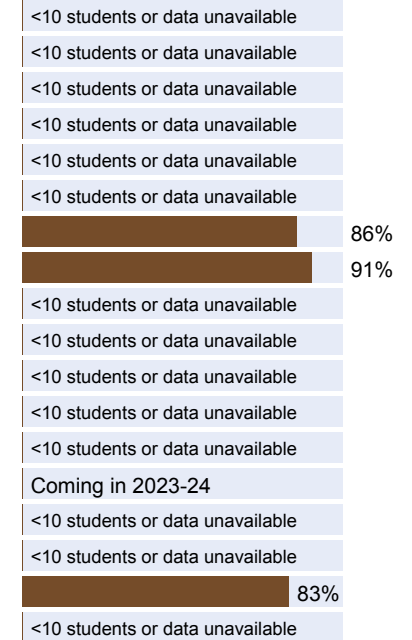 <10 students or data unavailable
<10 students or data unavailable
<10 students or data unavailable
<10 students or data unavailable
<10 students or data unavailable
<10 students or data unavailable
86%
91%
<10 students or data unavailable
<10 students or data unavailable
<10 students or data unavailable
<10 students or data unavailable
<10 students or data unavailable
Coming in 2023-24
<10 students or data unavailable
<10 students or data unavailable
83%
<10 students or data unavailable